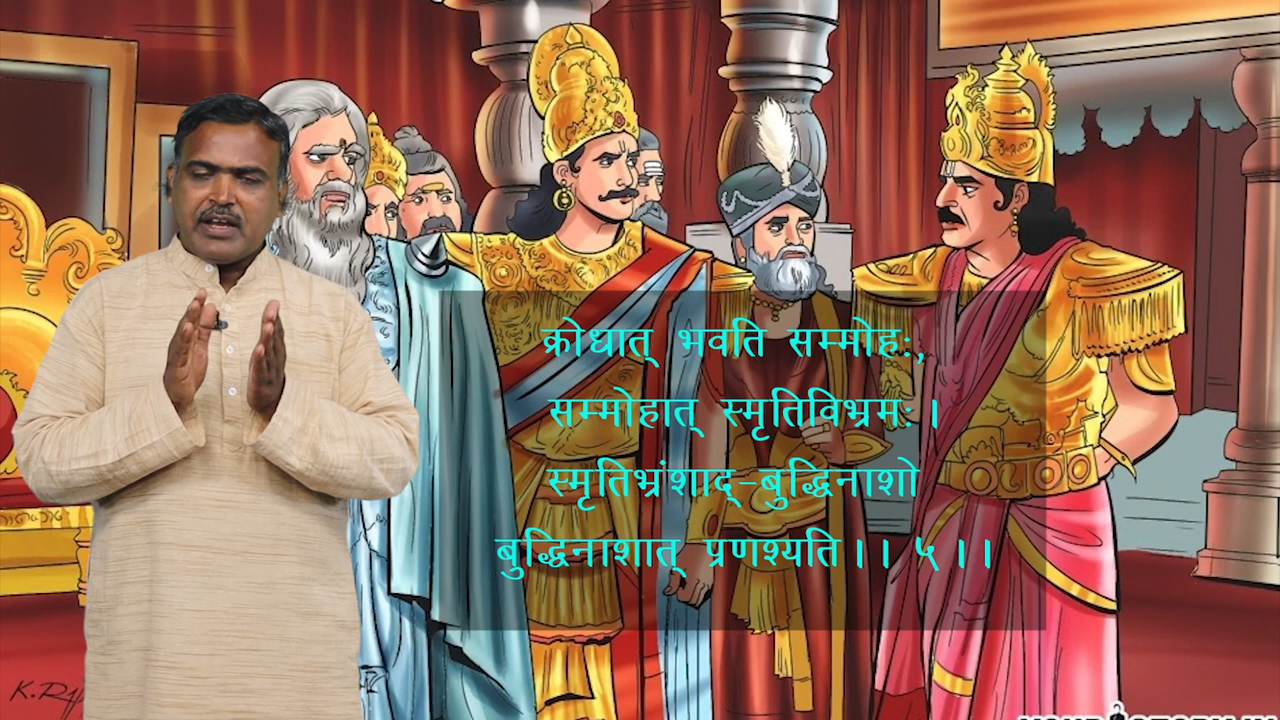 क्रोधात् भवति सम्मोहः,
सम्मोहात् स्मृतिविभ्रमः ।
स्मृतिभ्रंशाद्-बुद्धिनाशो
बुद्धिनाशात् प्रणश्यति ।। ५ ।।